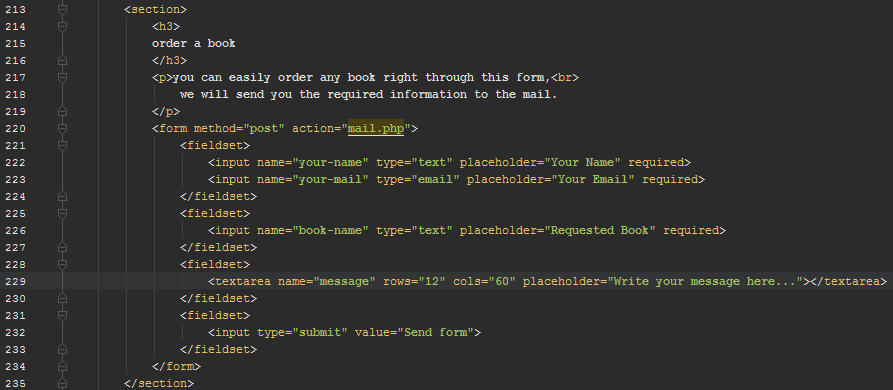 213 <section>
214 <h3>
215 order a book
216 </h3>
217 <p>you can easily order any book right through this form,<br>
218 we will send you the required information to the mail.
219 </p>
220 <form method="post" action="mail.php">
221 <fieldset>
222 <input name="your-name" type="text" placeholder="Your Name" required>
223 <input name="your-mail" type="email" placeholder="Your Email" required>
224 </fieldset>
225 <fieldset>
226 <input name="book-name" type="text" placeholder="Requested Book" required>
227 </fieldset>
228 <fieldset>
229 <textarea name="message" rows="12" cols="60" placeholder="Write your message here..."></textarea>
230 </fieldset>
231 <fieldset>
232 <input type="submit" value="Send form">
233 </fieldset>
234 </form>
235 </section>